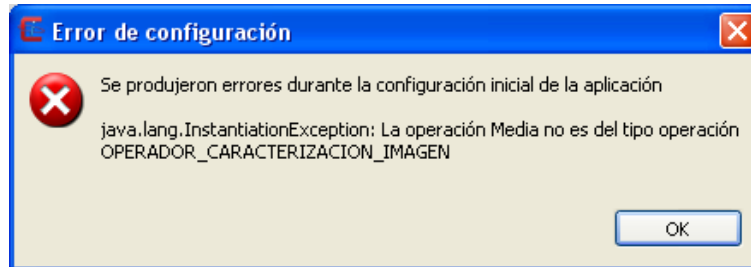 Error de configuración
Se produjeron errores durante la configuración inicial de la aplicación
java.lang.InstantiationException: La operación Media no es del tipo operación
OPERADOR_CARACTERIZACION_IMAGEN
OK